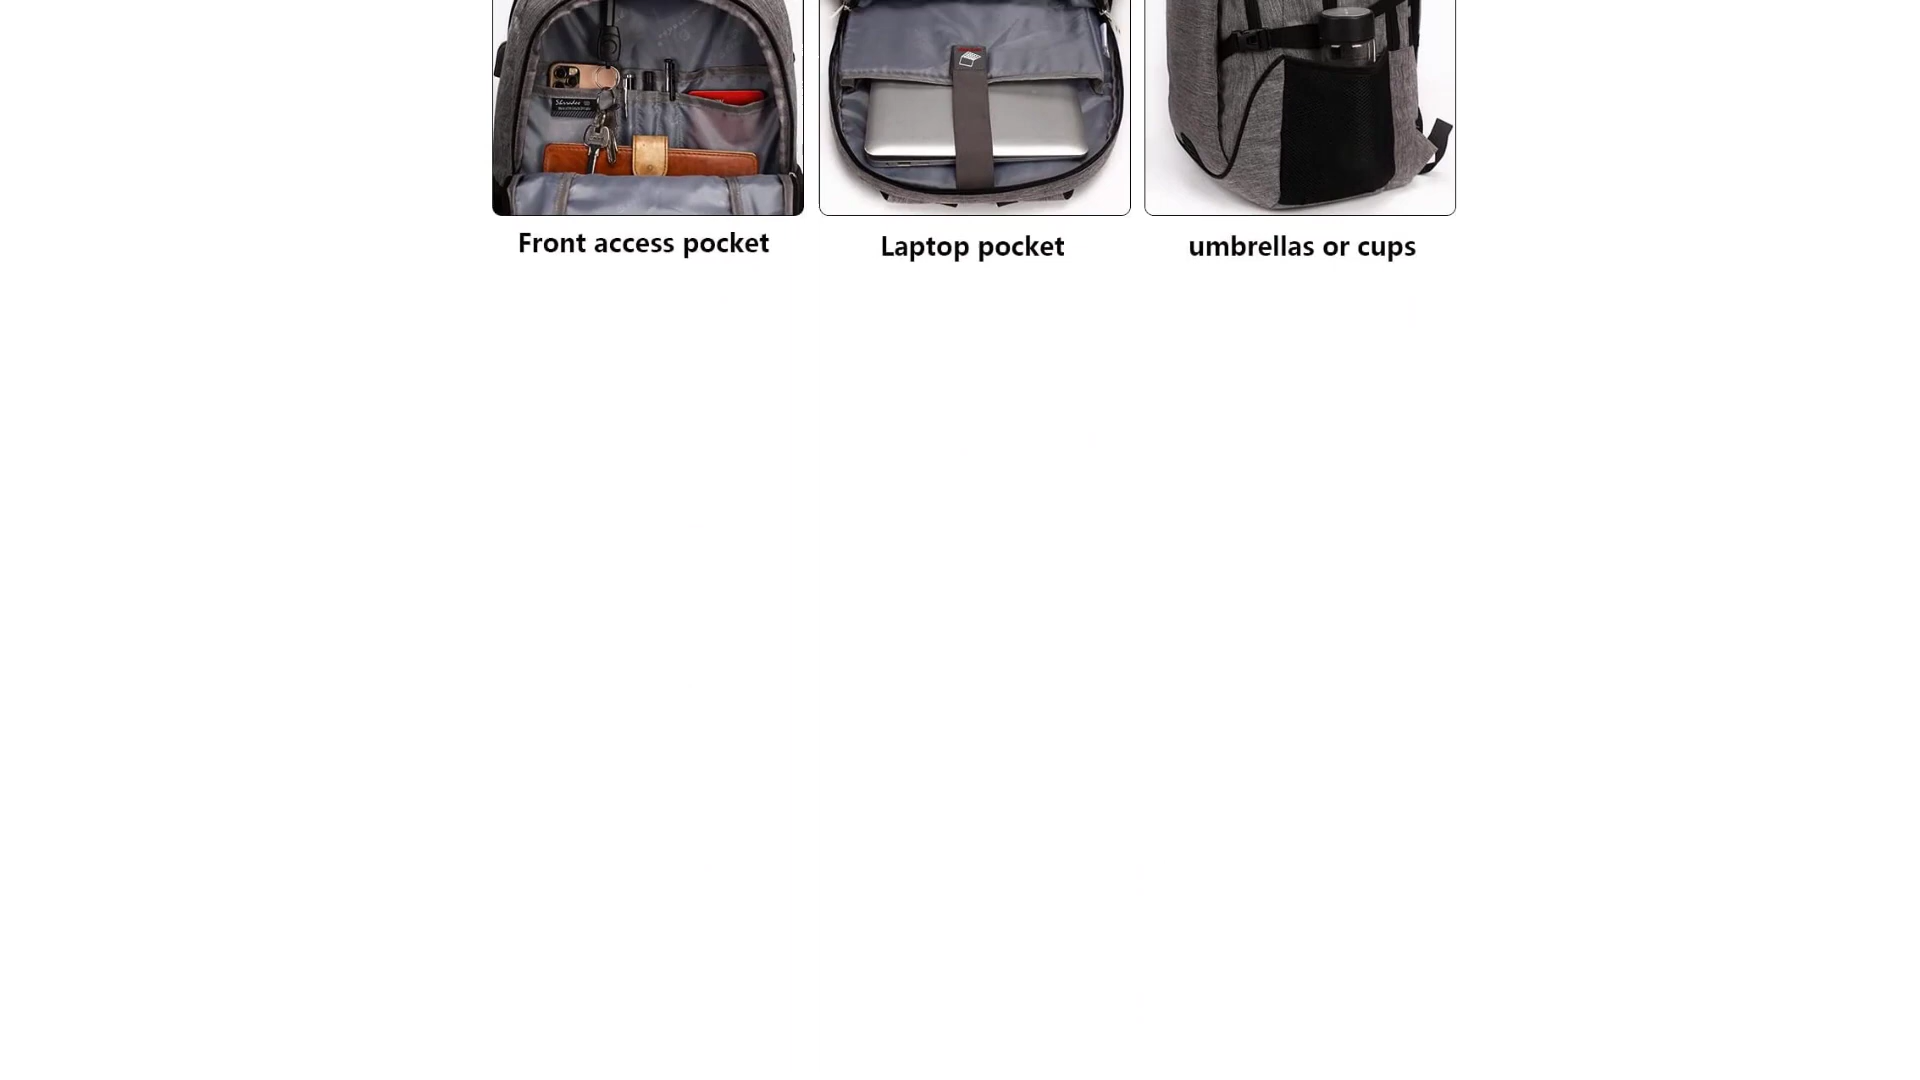 Front access pocket
Laptop pocket
umbrellas or cups